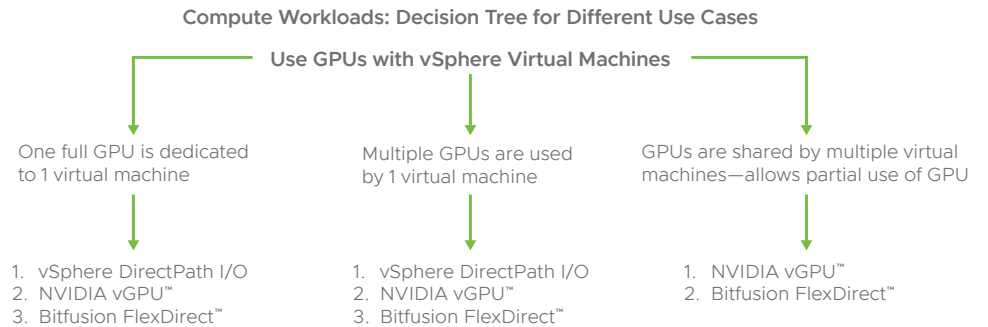 Compute Workloads: Decision Tree for Different Use Cases
Use GPUs with vSphere Virtual Machines
One full GPU is dedicated
to 1 virtual machine
1. vSphere DirectPath I/O
2. NVIDIA vGPU™
3. Bitfusion FlexDirect™
Multiple GPUs are used
by 1 virtual machine
1. vSphere DirectPath I/O
2. NVIDIA vGPU™
3. Bitfusion FlexDirect™
GPUs are shared by multiple virtual
machines—allows partial use of GPU
1. NVIDIA vGPU™
2. Bitfusion FlexDirect™